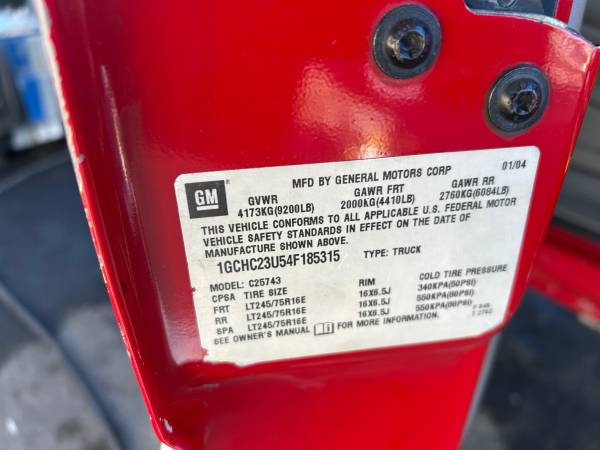 MFD BY GENERAL MOTORS CORP 01/04
GM
GVWR GAWR FRT GAWR RR
4173KG(9200LB) 2000KG(4410LB) 2760KG(6084LB)
THIS VEHICLE CONFORMS TO ALL APPLICABLE U.S. FEDERAL MOTOR
VEHICLE SAFETY STANDARDS IN EFFECT ON THE DATE OF
MANUFACTURE SHOWN ABOVE.
1GCHC23U54F185315 TYPE: TRUCK
MODEL: C25743
CPSA TIRE SIZE RIM COLD TIRE PRESSURE
FRT LT245/75R16E 16X6.5J 340KPA(50PSI)
RR LT245/75R16E 16X6.5J 550KPA(80PSI)
SPA LT245/75R16E 16X6.5J 550KPA(80PSI)
SEE OWNER'S MANUAL FOR MORE INFORMATION.